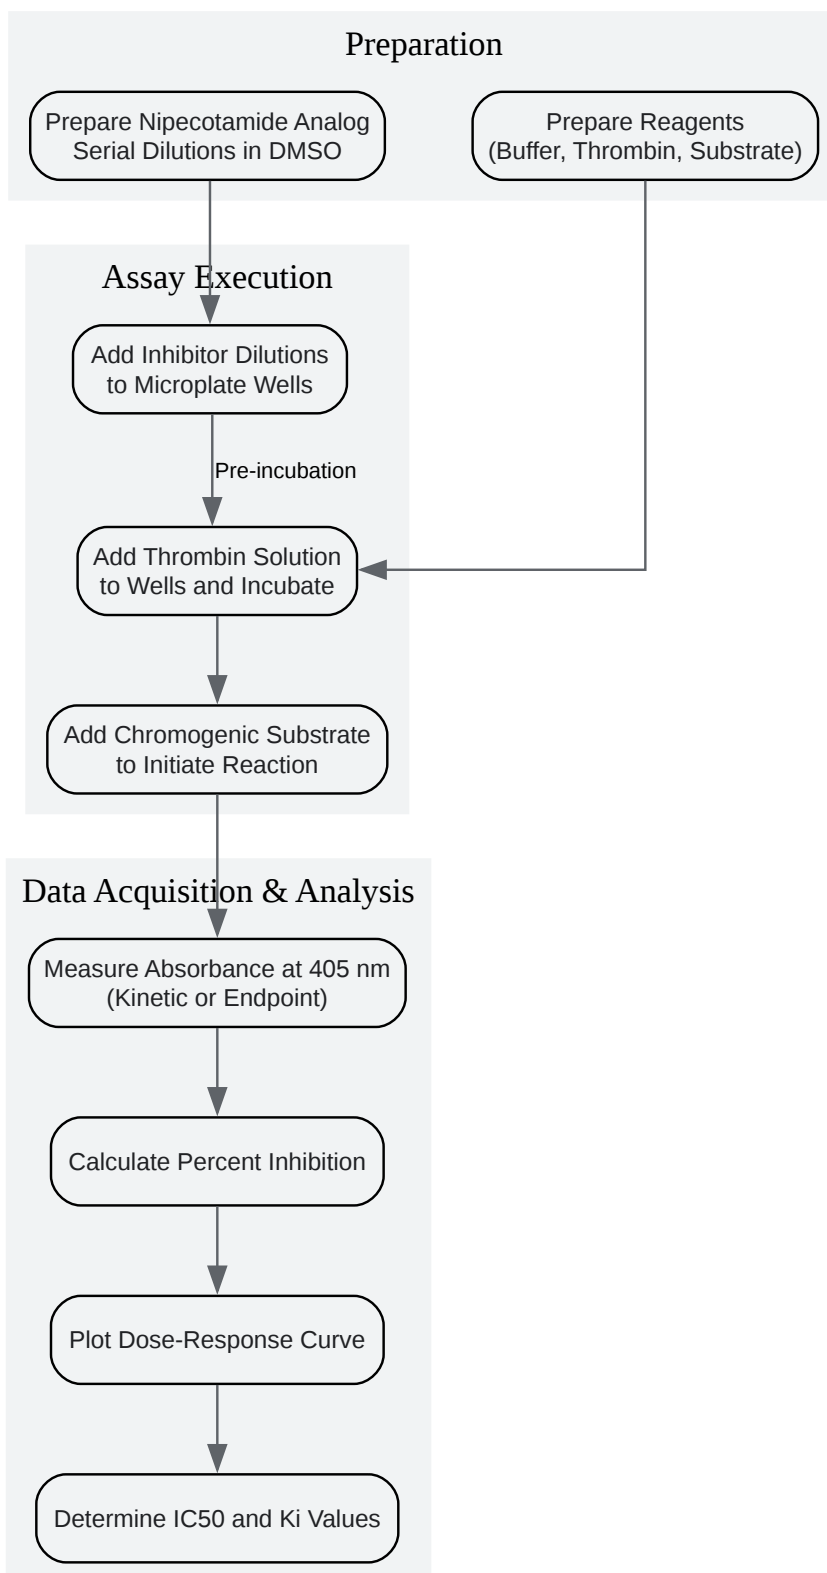 Preparation
Prepare Nipecotamide Analog
Serial Dilutions in DMSO
Prepare Reagents
(Buffer, Thrombin, Substrate)
Assay Execution
Add Inhibitor Dilutions
to Microplate Wells
Pre-incubation
Add Thrombin Solution
to Wells and Incubate
Add Chromogenic Substrate
to Initiate Reaction
Data Acquisition & Analysis
Measure Absorbance at 405 nm
(Kinetic or Endpoint)
Calculate Percent Inhibition
Plot Dose-Response Curve
Determine IC50 and Ki Values